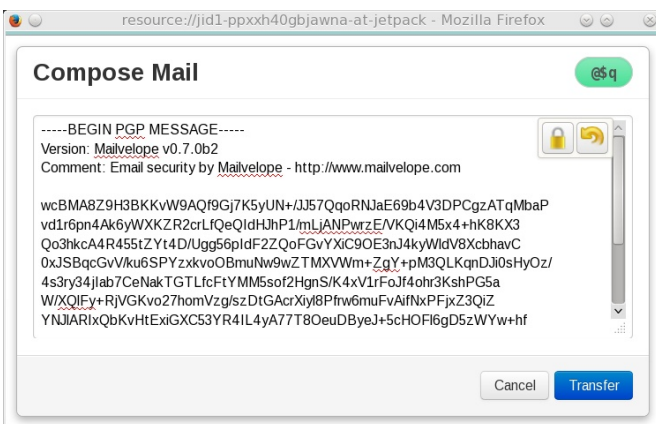 resource://jid1-ppxxh40gbjawna-at-jetpack - Mozilla Firefox
Compose Mail
@$q
-----BEGIN PGP MESSAGE-----
Version: Mailvelope v0.7.0b2
Comment: Email security by Mailvelope - http://www.mailvelope.com
wcBMA8Z9H3BKKvW9AQf9Gj7K5yUN+/JJ57QqoRNJaE69b4V3DPCgzATqMbaP
vd1r6pn4Ak6yWXKZR2crLfQeQIdHJhP1/mLjANPwrzE/VKQi4M5x4+hK8KX3
Qo3hkcA4R455tZYt4D/Ugg56pIdF2ZQoFGvYXiC9OE3nJ4kyWldV8XcbhavC
0xJSBqcGvV/ku6SPYzxkvoOBmuNw9wZTMXVWm+ZgY+pM3QLKqnDJi0sHyOz/
4s3ry34jIab7CeNakTGTLfcFtYMM5sof2HgnS/K4xV1rFoJf4ohr3KshPG5a
W/XQIFy+RjVGKvo27homVzg/szDtGAcrXiyl8Pfrw6muFvAifNxPFjxZ3QiZ
YNJlARIxQbKvHtExiGXC53YR4IL4yA77T8OeuDByeJ+5cHOFl6gD5zWYw+hf
Cancel
Transfer